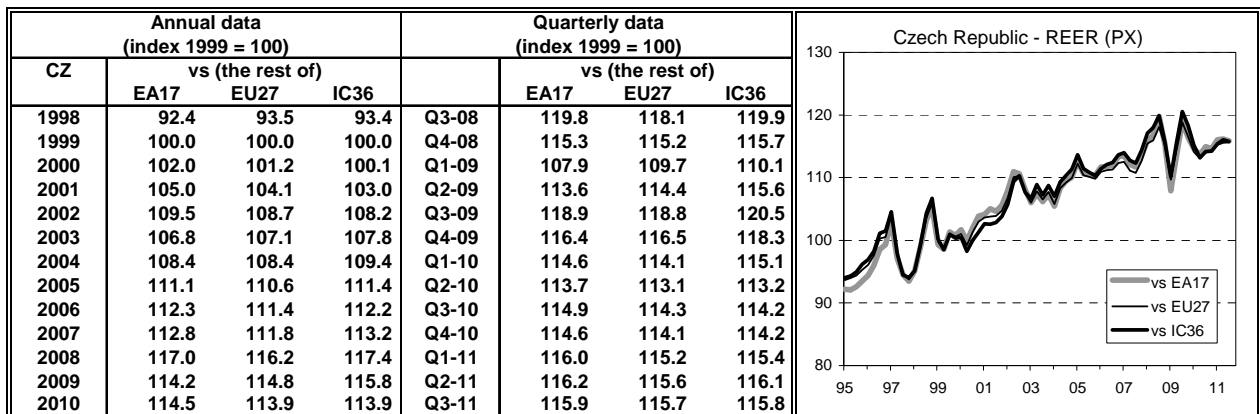 Annual data Quarterly data
(index 1999 = 100) (index 1999 = 100)
CZ vs (the rest of) vs (the rest of)
EA17 EU27 IC36 EA17 EU27 IC36
1998 92.4 93.5 93.4 Q3-08 119.8 118.1 119.9
1999 100.0 100.0 100.0 Q4-08 115.3 115.2 115.7
2000 102.0 101.2 100.1 Q1-09 107.9 109.7 110.1
2001 105.0 104.1 103.0 Q2-09 113.6 114.4 115.6
2002 109.5 108.7 108.2 Q3-09 118.9 118.8 120.5
2003 106.8 107.1 107.8 Q4-09 116.4 116.5 118.3
2004 108.4 108.4 109.4 Q1-10 114.6 114.1 115.1
2005 111.1 110.6 111.4 Q2-10 113.7 113.1 113.2
2006 112.3 111.4 112.2 Q3-10 114.9 114.3 114.2
2007 112.8 111.8 113.2 Q4-10 114.6 114.1 114.2
2008 117.0 116.2 117.4 Q1-11 116.0 115.2 115.4
2009 114.2 114.8 115.8 Q2-11 116.2 115.6 116.1
2010 114.5 113.9 113.9 Q3-11 115.9 115.7 115.8
Czech Republic - REER (PX)
130
120
110
100
90
80
95 97 99 01 03 05 07 09 11
vs EA17
vs EU27
vs IC36